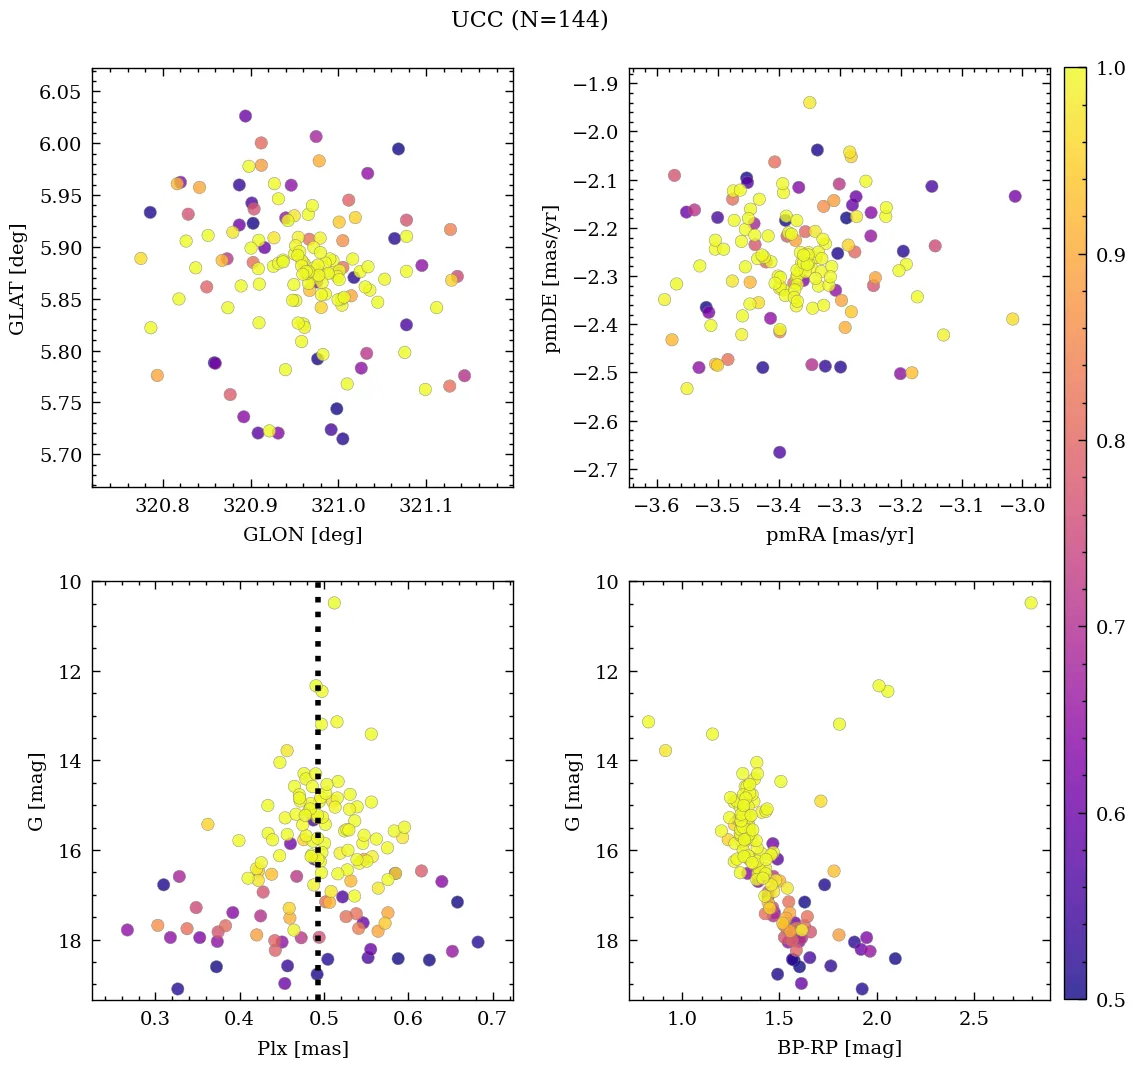 UCC (N=144)
6.05
6.00
5.95
5.90
5.85
5.80
5.75
5.70
GLAT [deg]
320.8 320.9 321.0 321.1
GLON [deg]
−1.9
−2.0
−2.1
−2.2
−2.3
−2.4
−2.5
−2.6
−2.7
pmDE [mas/yr]
−3.6 −3.5 −3.4 −3.3 −3.2 −3.1 −3.0
pmRA [mas/yr]
10
12
14
16
18
G [mag]
0.3 0.4 0.5 0.6 0.7
Plx [mas]
10
12
14
16
18
G [mag]
1.0 1.5 2.0 2.5
BP-RP [mag]
1.0
0.9
0.8
0.7
0.6
0.5